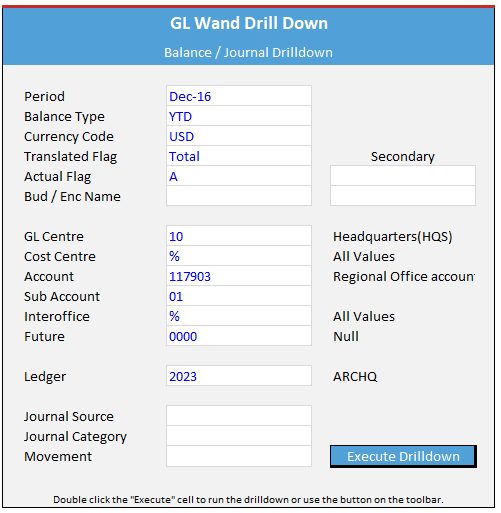 GL Wand Drill Down
Balance / Journal Drilldown
Period Dec-16
Balance Type YTD
Currency Code USD
Translated Flag Total Secondary
Actual Flag A
Bud / Enc Name
GL Centre 10 Headquarters(HQS)
Cost Centre % All Values
Account 117903 Regional Office accoun
Sub Account 01
Interoffice % All Values
Future 0000 Null
Ledger 2023 ARCHQ
Journal Source
Journal Category
Movement Execute Drilldown
Double click the "Execute" cell to run the drilldown or use the button on the toolbar.